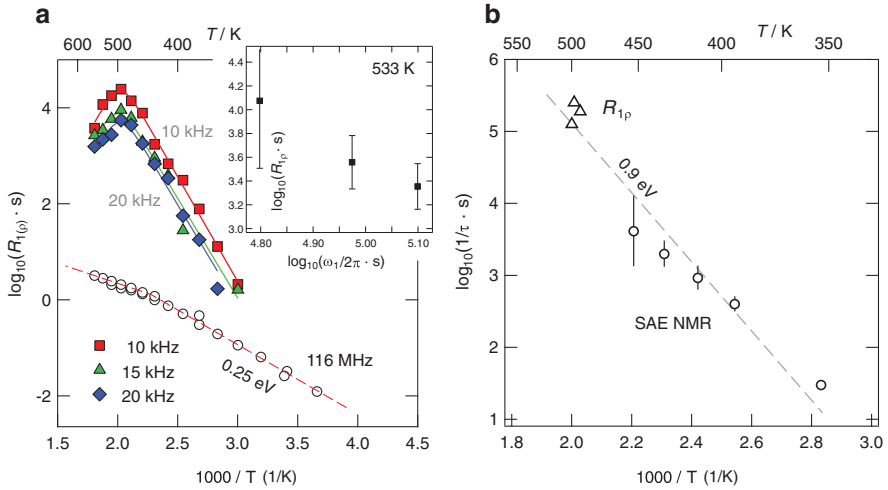 a
T / K
600 500 400 300
log₁₀(R₁₍ρ₎ · s)
4
2
0
-2
10 kHz
20 kHz
10 kHz
15 kHz
20 kHz
0.25 eV
116 MHz
1.5 2.0 2.5 3.0 3.5 4.0
1000 / T (1/K)
533 K
log₁₀(R₁ρ · s)
4.4
4.2
4.0
3.8
3.6
3.4
3.2
3.0
4.80 4.90 5.00 5.10
log₁₀(ω₁/2π · s)
b
T / K
550 500 450 400 350
log₁₀(1/τ · s)
6
5
4
3
2
1
R₁ρ
0.9 eV
SAE NMR
1.8 2.0 2.2 2.4 2.6 2.8 3.0
1000 / T (1/K)